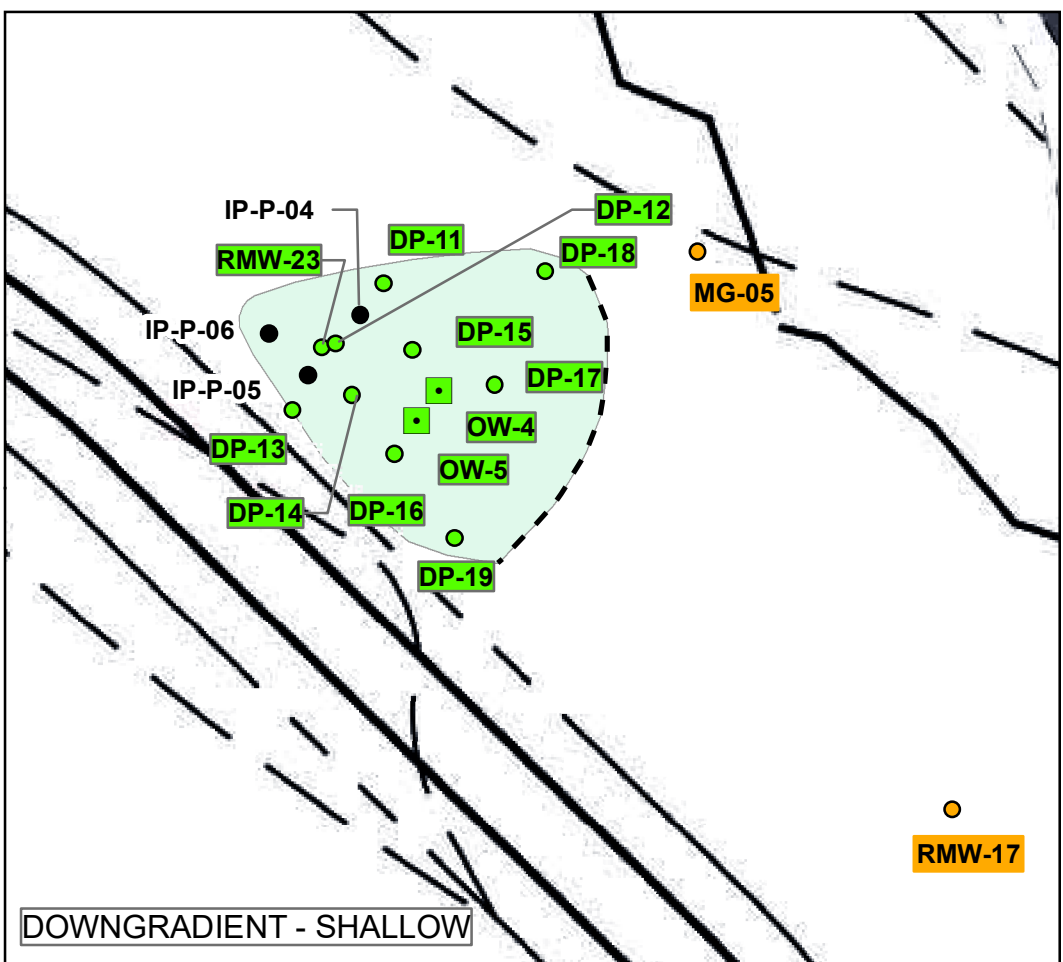 IP-P-04
DP-12
DP-11
DP-18
RMW-23
MG-05
IP-P-06
DP-15
DP-17
IP-P-05
OW-4
DP-13
OW-5
DP-14
DP-16
DP-19
RMW-17
DOWNGRADIENT - SHALLOW